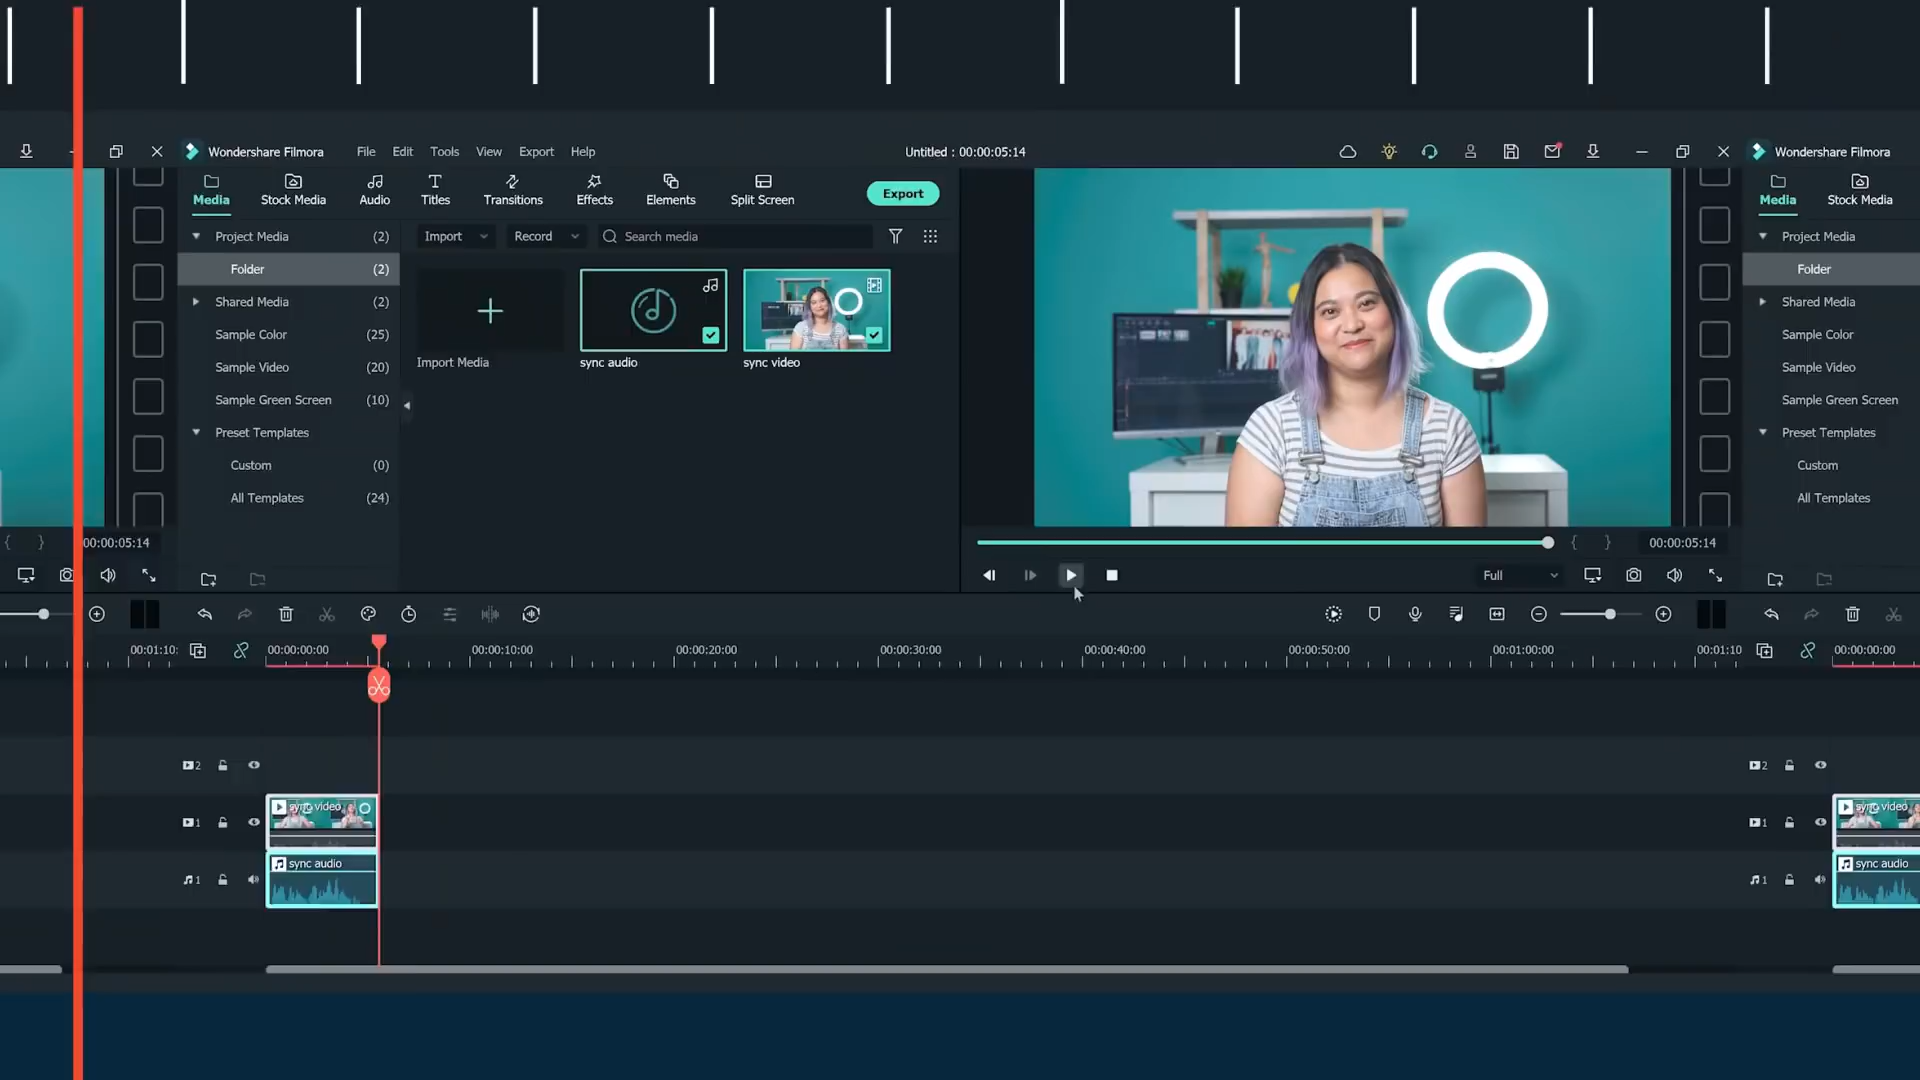 Wondershare Filmora
File Edit Tools View Export Help
Untitled : 00:00:05:14
Wondershare Filmora
Media Stock Media Audio Titles Transitions Effects Elements Split Screen
Export
Media Stock Media
Project Media (2)
Import Record Search media
Project Media
Folder (2)
Folder
Shared Media (2)
Shared Media
Sample Color (25)
Sample Color
Import Media sync audio sync video
Sample Video (20)
Sample Video
Sample Green Screen (10)
Sample Green Screen
Preset Templates
Preset Templates
Custom (0)
Custom
All Templates (24)
All Templates
{ } 00:00:05:14
{ } 00:00:05:14
Full
00:01:10: 00:00:00:00 00:00:10:00 00:00:20:00 00:00:30:00 00:00:40:00 00:00:50:00 00:01:00:00 00:01:10 00:00:00:00
2
2
sync video
sync video
1
1
sync audio
sync audio
1
1